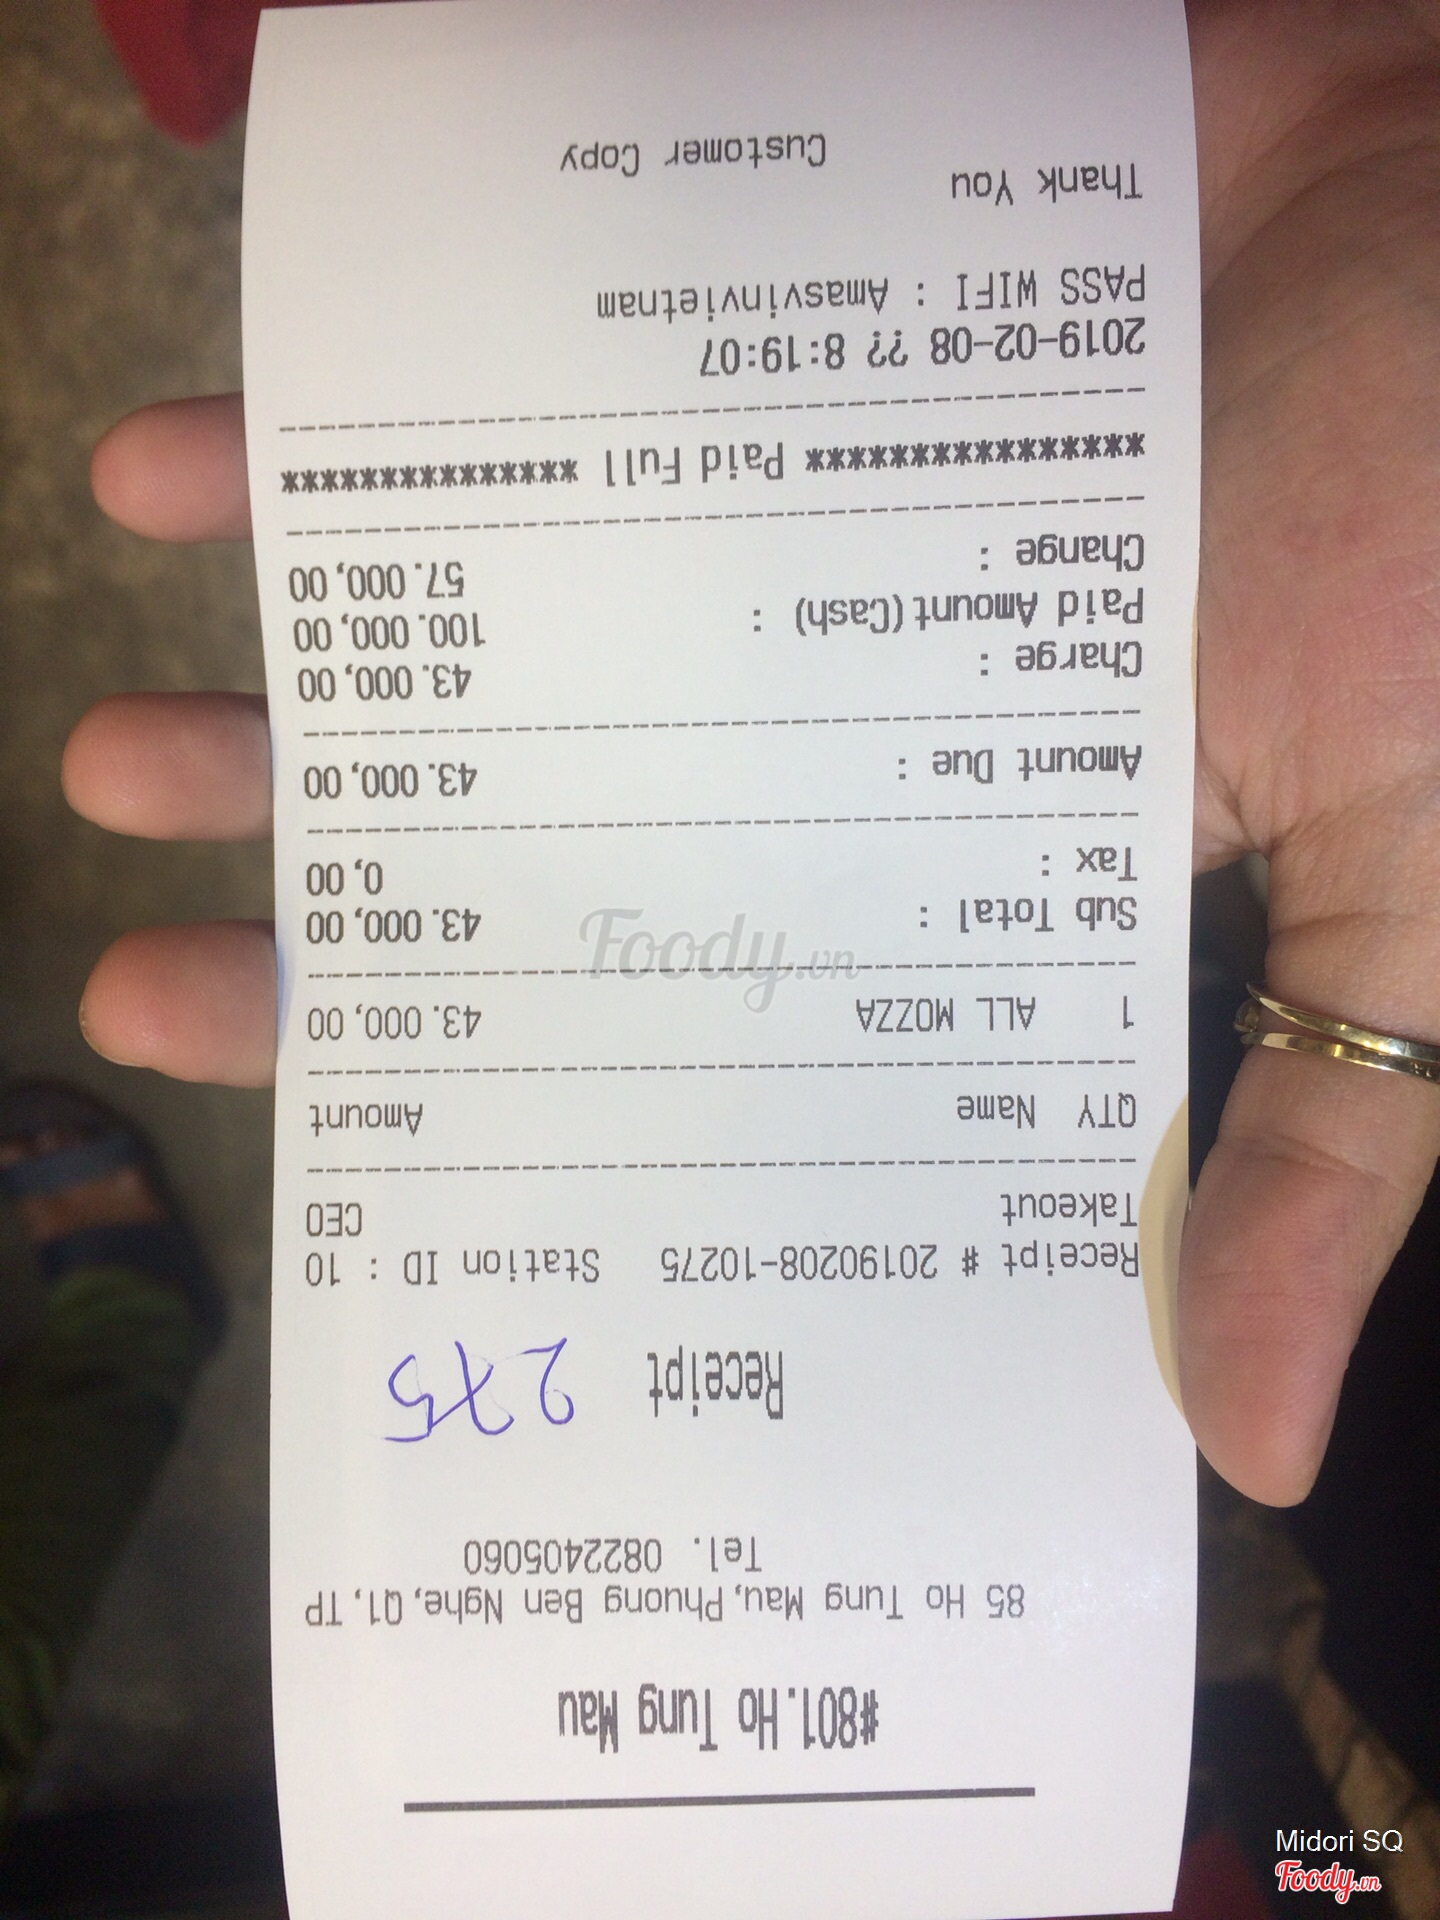 #801.Ho Tung Mau
85 Ho Tung Mau,Phuong Ben Nghe,Q1,TP
Tel. 0822405060
Receipt 275
Receipt # 20190208-10275 Station ID : 10
Takeout CEO
QTY Name Amount
1 ALL MOZZA 43.000,00
Sub Total : 43.000,00
Tax : 0,00
Amount Due : 43.000,00
Charge : 43.000,00
Paid Amount(Cash) : 100.000,00
Change : 57.000,00
***************** Paid Full ***************
2019-02-08 ?? 8:19:07
PASS WIFI : Amasvinvietnam
Thank You
Customer Copy
Foody.vn
Midori SQ
Foody.vn